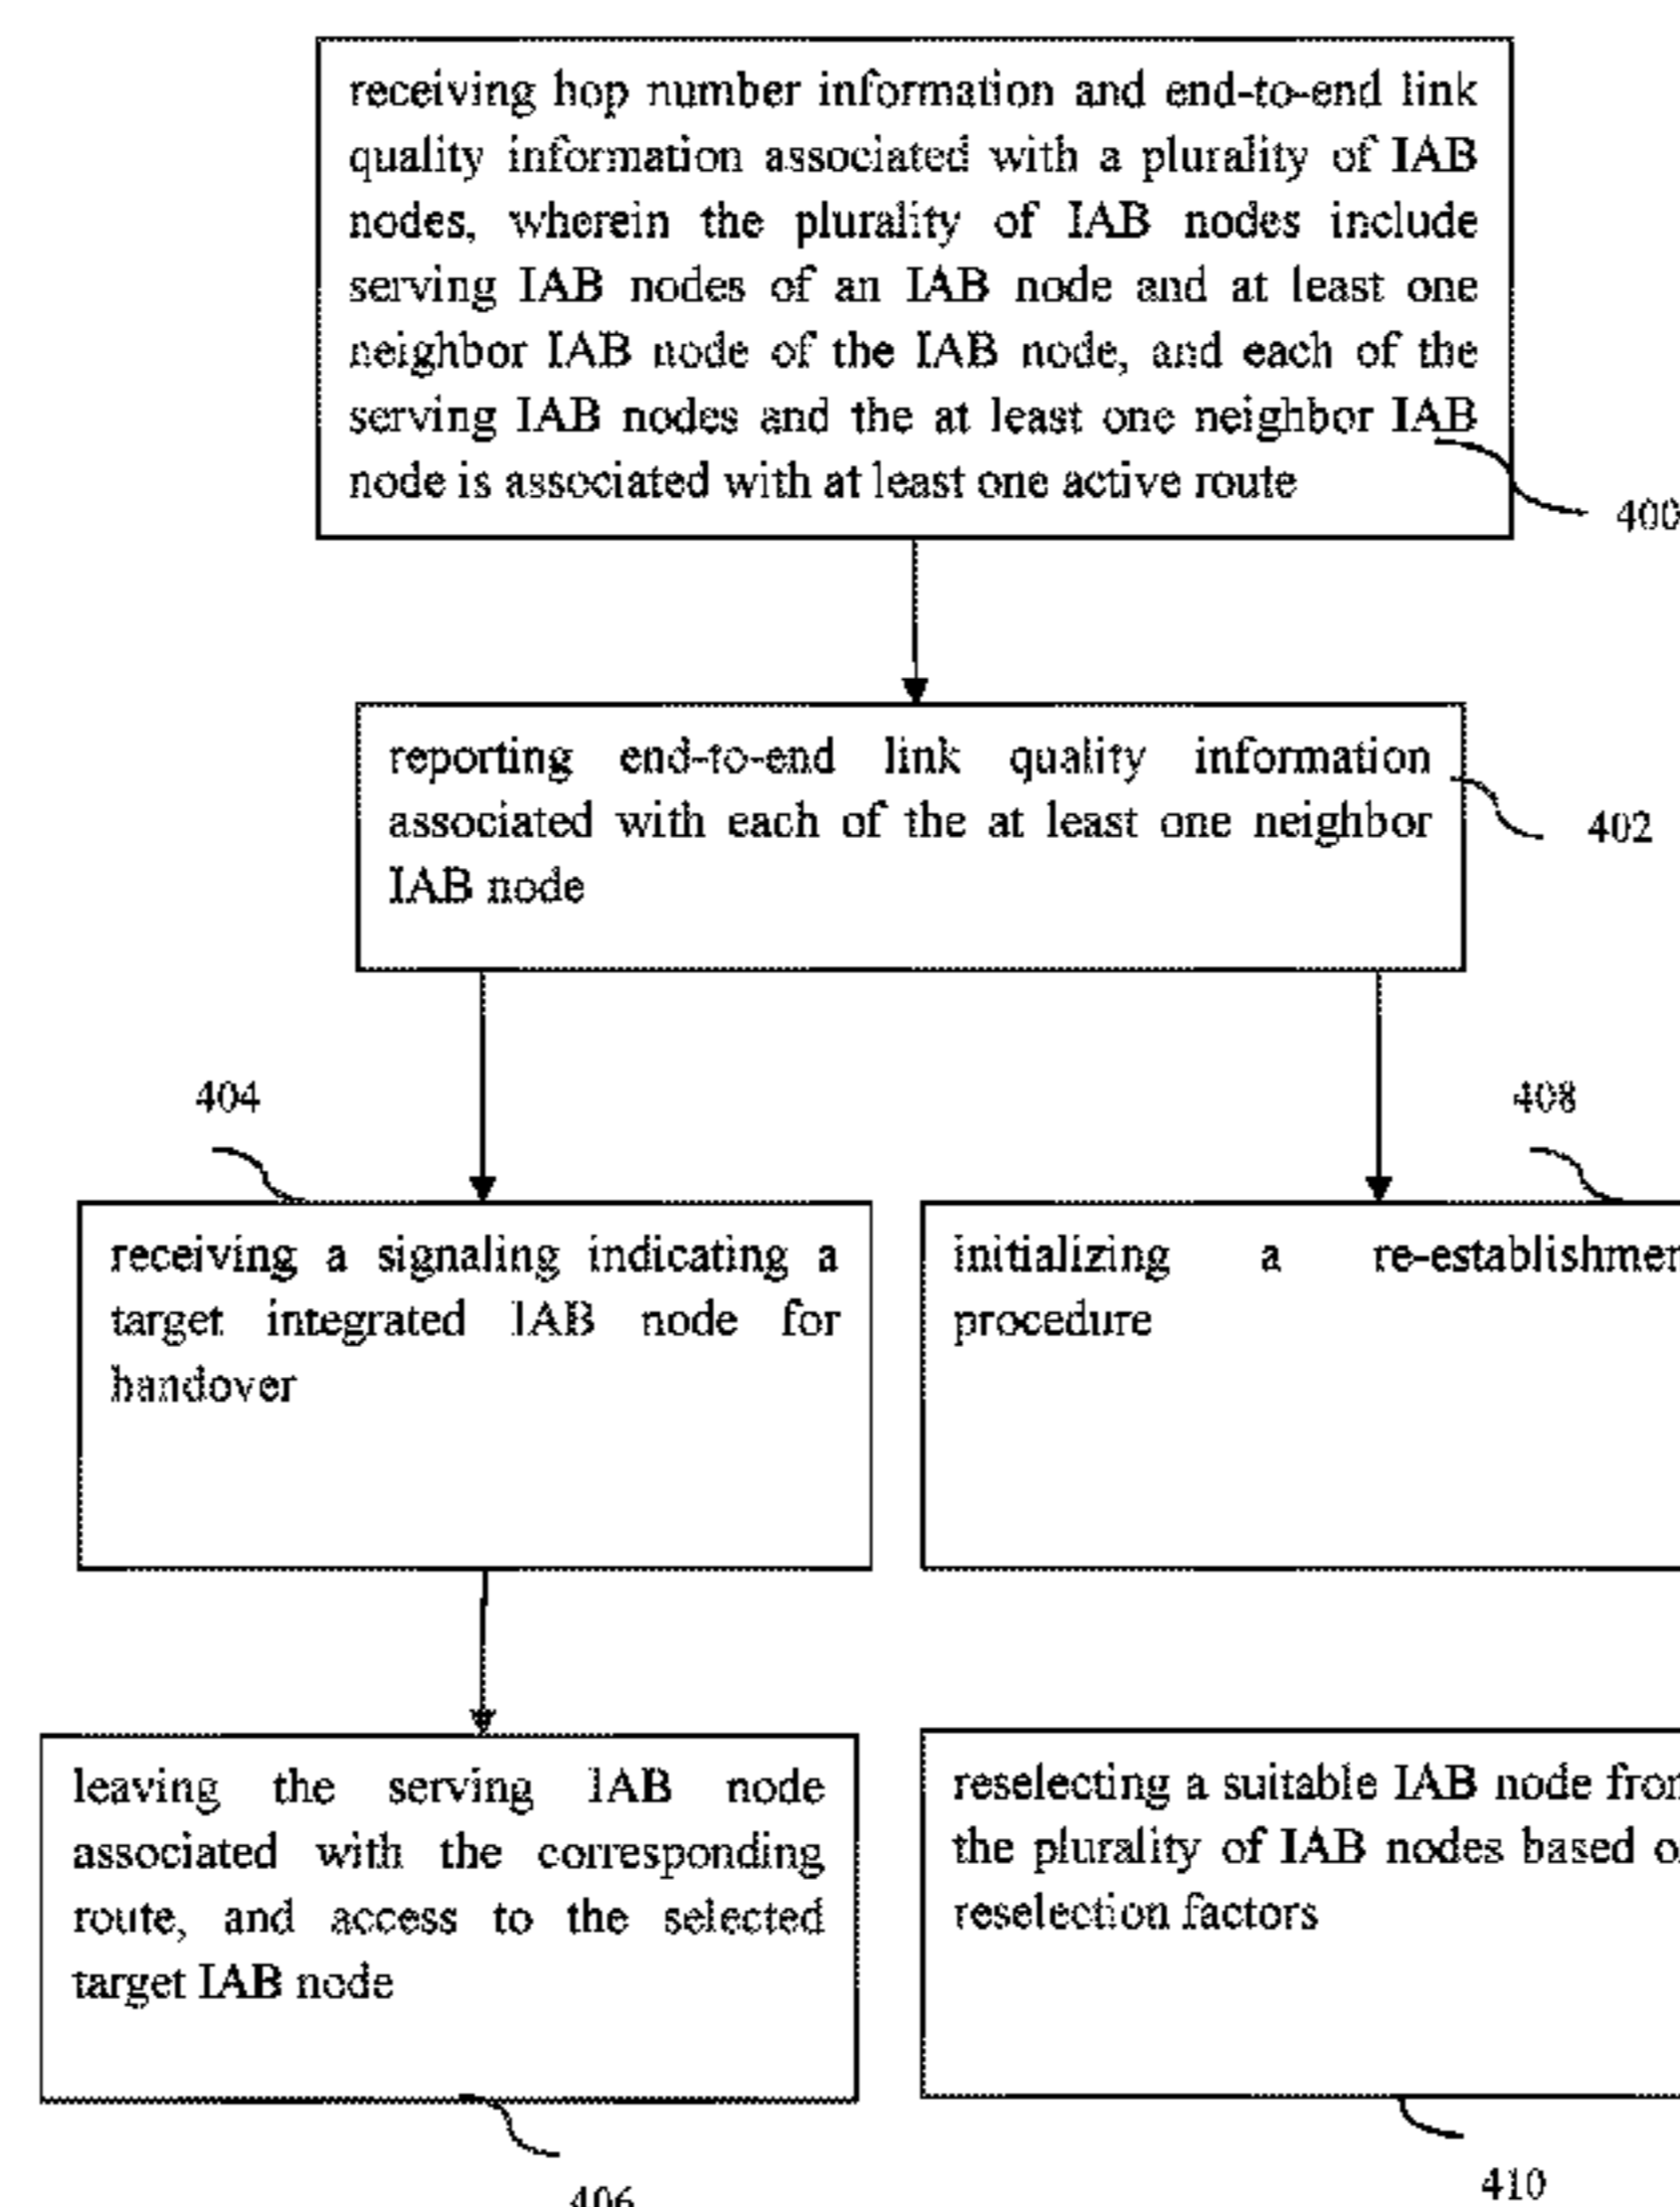 receiving hop number information and end-to-end link
quality information associated with a plurality of IAB
nodes, wherein the plurality of IAB nodes include
serving IAB nodes of an IAB node and at least one
neighbor IAB node of the IAB node, and each of the
serving IAB nodes and the at least one neighbor IAB
node is associated with at least one active route
400
reporting end-to-end link quality information
associated with each of the at least one neighbor
IAB node
402
404
408
receiving a signaling indicating a
target integrated IAB node for
handover
initializing a
procedure
leaving the serving IAB node
associated with the corresponding
route, and access to the selected
target IAB node
reselecting a suitable IAB node
the plurality of IAB nodes based
reselection factors
406
410